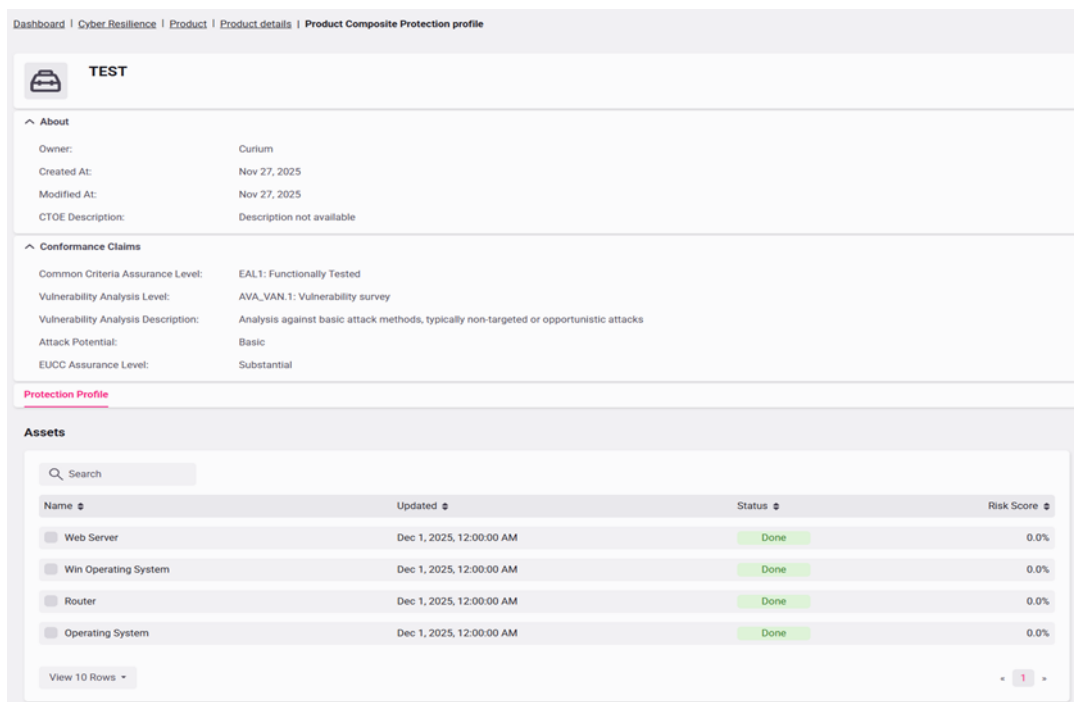 Dashboard | Cyber Resilience | Product | Product details | Product Composite Protection profile
TEST
About
Owner: Curium
Created At: Nov 27, 2025
Modified At: Nov 27, 2025
CTOE Description: Description not available
Conformance Claims
Common Criteria Assurance Level: EAL1: Functionally Tested
Vulnerability Analysis Level: AVA_VAN.1: Vulnerability survey
Vulnerability Analysis Description: Analysis against basic attack methods, typically non-targeted or opportunistic attacks
Attack Potential: Basic
EUCC Assurance Level: Substantial
Protection Profile
Assets
Search
Name Updated Status Risk Score
Web Server Dec 1, 2025, 12:00:00 AM Done 0.0%
Win Operating System Dec 1, 2025, 12:00:00 AM Done 0.0%
Router Dec 1, 2025, 12:00:00 AM Done 0.0%
Operating System Dec 1, 2025, 12:00:00 AM Done 0.0%
View 10 Rows « 1 »